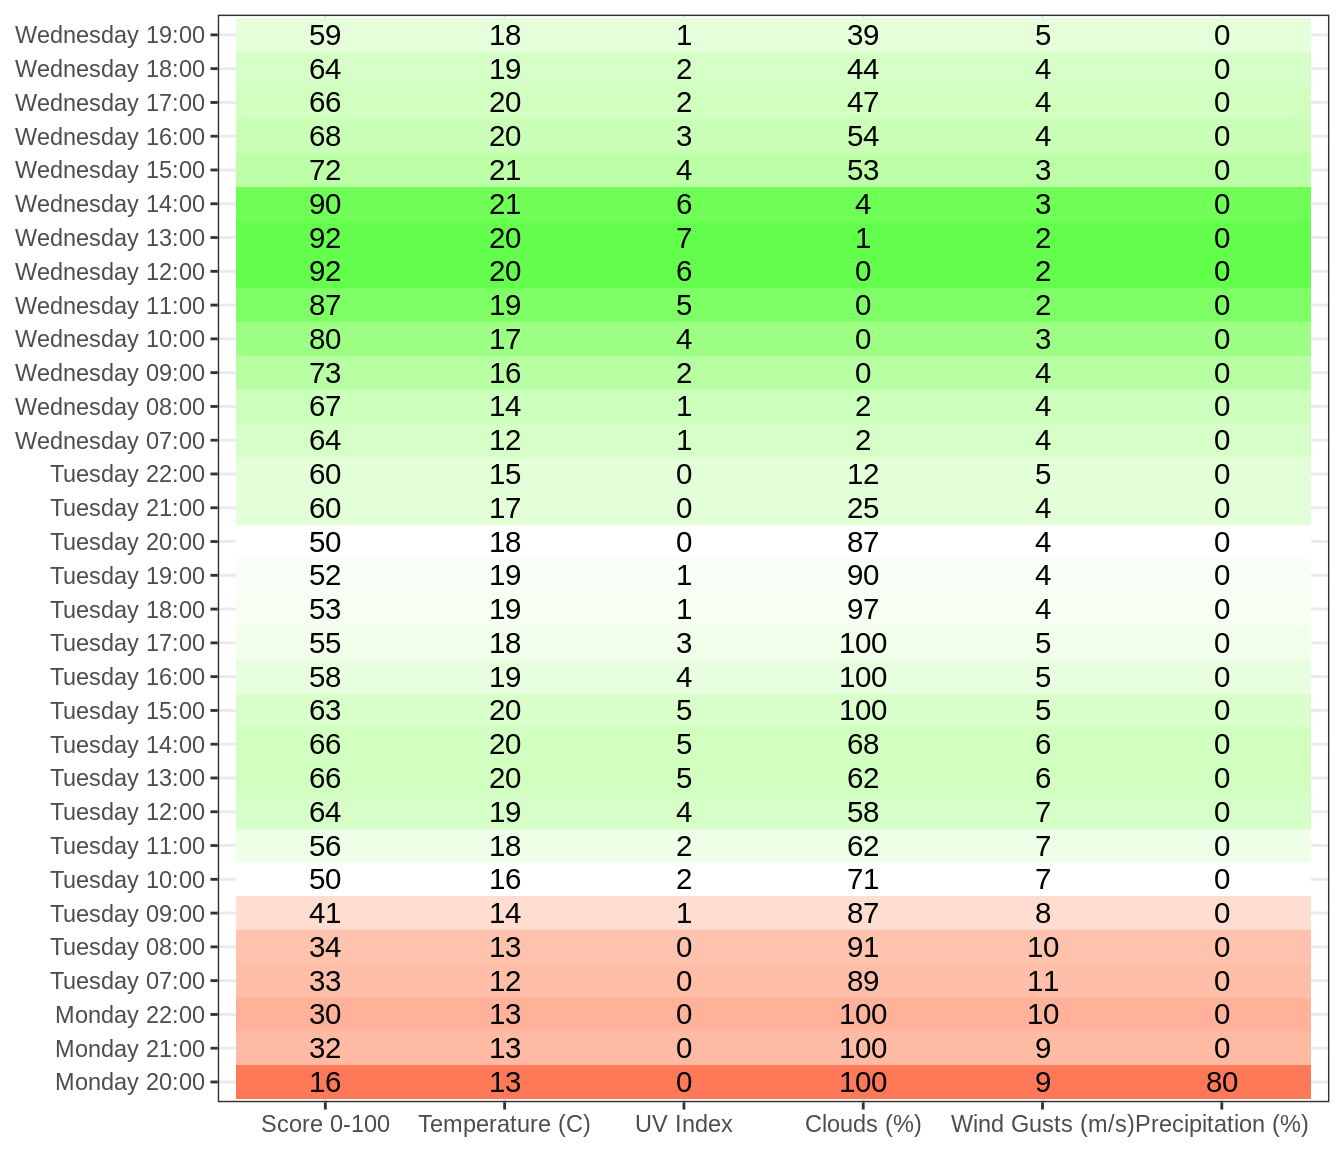 Wednesday 19:00 59 18 1 39 5 0
Wednesday 18:00 64 19 2 44 4 0
Wednesday 17:00 66 20 2 47 4 0
Wednesday 16:00 68 20 3 54 4 0
Wednesday 15:00 72 21 4 53 3 0
Wednesday 14:00 90 21 6 4 3 0
Wednesday 13:00 92 20 7 1 2 0
Wednesday 12:00 92 20 6 0 2 0
Wednesday 11:00 87 19 5 0 2 0
Wednesday 10:00 80 17 4 0 3 0
Wednesday 09:00 73 16 2 0 4 0
Wednesday 08:00 67 14 1 2 4 0
Wednesday 07:00 64 12 1 2 4 0
Tuesday 22:00 60 15 0 12 5 0
Tuesday 21:00 60 17 0 25 4 0
Tuesday 20:00 50 18 0 87 4 0
Tuesday 19:00 52 19 1 90 4 0
Tuesday 18:00 53 19 1 97 4 0
Tuesday 17:00 55 18 3 100 5 0
Tuesday 16:00 58 19 4 100 5 0
Tuesday 15:00 63 20 5 100 5 0
Tuesday 14:00 66 20 5 68 6 0
Tuesday 13:00 66 20 5 62 6 0
Tuesday 12:00 64 19 4 58 7 0
Tuesday 11:00 56 18 2 62 7 0
Tuesday 10:00 50 16 2 71 7 0
Tuesday 09:00 41 14 1 87 8 0
Tuesday 08:00 34 13 0 91 10 0
Tuesday 07:00 33 12 0 89 11 0
Monday 22:00 30 13 0 100 10 0
Monday 21:00 32 13 0 100 9 0
Monday 20:00 16 13 0 100 9 80
Score 0-100 Temperature (C) UV Index Clouds (%) Wind Gusts (m/s) Precipitation (%)